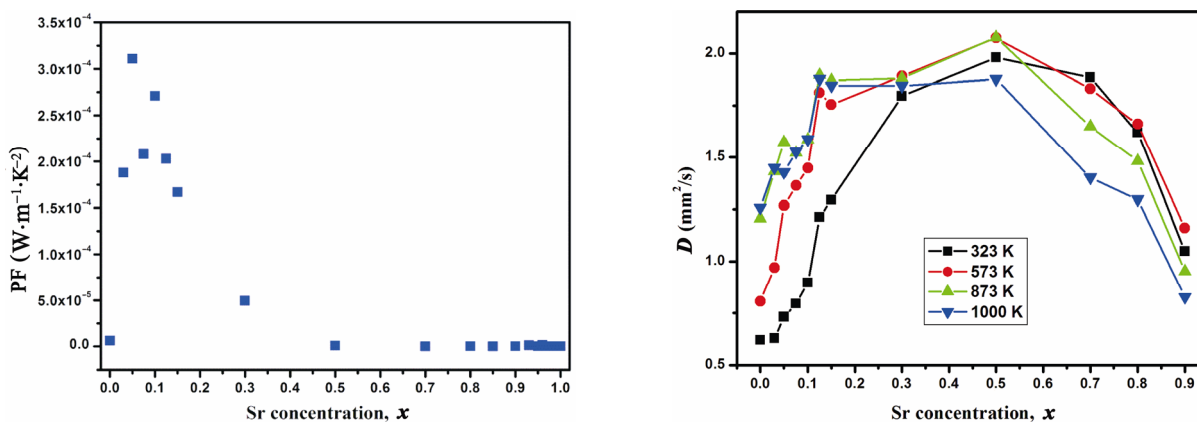 3.5x10⁻⁴
3.0x10⁻⁴
2.5x10⁻⁴
2.0x10⁻⁴
1.5x10⁻⁴
1.0x10⁻⁴
5.0x10⁻⁵
0.0
PF (W·m⁻¹·K⁻²)
0.0 0.1 0.2 0.3 0.4 0.5 0.6 0.7 0.8 0.9 1.0
Sr concentration, x
2.0
1.5
1.0
0.5
D (mm²/s)
323 K
573 K
873 K
1000 K
0.0 0.1 0.2 0.3 0.4 0.5 0.6 0.7 0.8 0.9
Sr concentration, x